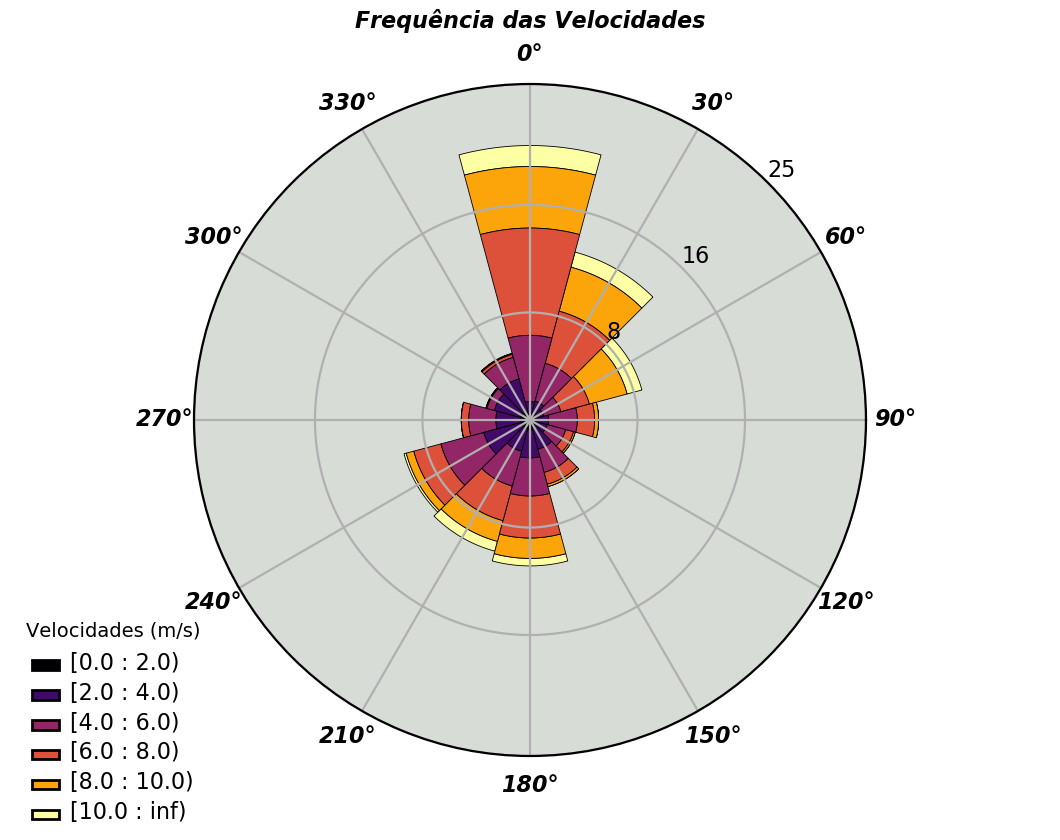 Frequência das Velocidades
0°
330°
30°
25
300°
60°
16
8
270°
90°
240°
120°
210°
150°
180°
Velocidades (m/s)
[0.0 : 2.0)
[2.0 : 4.0)
[4.0 : 6.0)
[6.0 : 8.0)
[8.0 : 10.0)
[10.0 : inf)